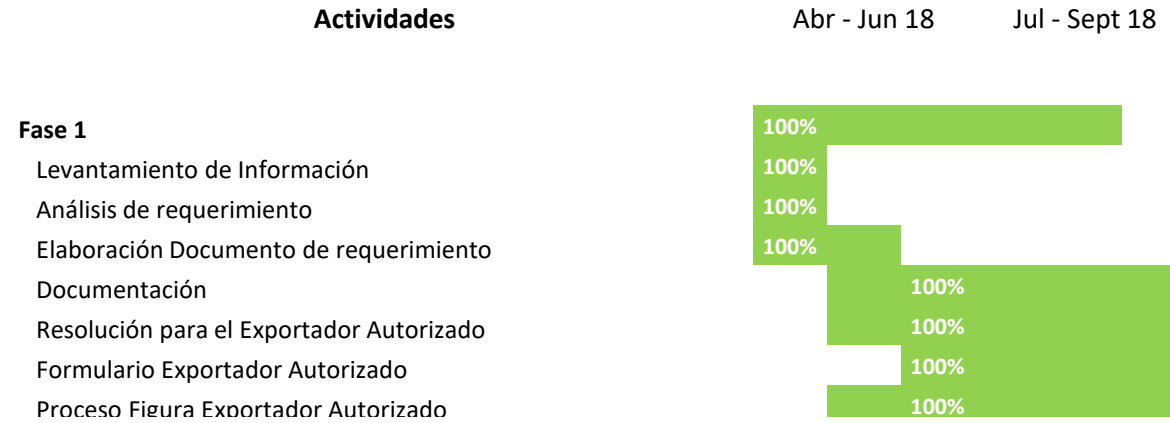 Actividades Abr - Jun 18 Jul - Sept 18
Fase 1 100%
Levantamiento de Información 100%
Análisis de requerimiento 100%
Elaboración Documento de requerimiento 100%
Documentación 100%
Resolución para el Exportador Autorizado 100%
Formulario Exportador Autorizado 100%
Proceso Figura Exportador Autorizado 100%